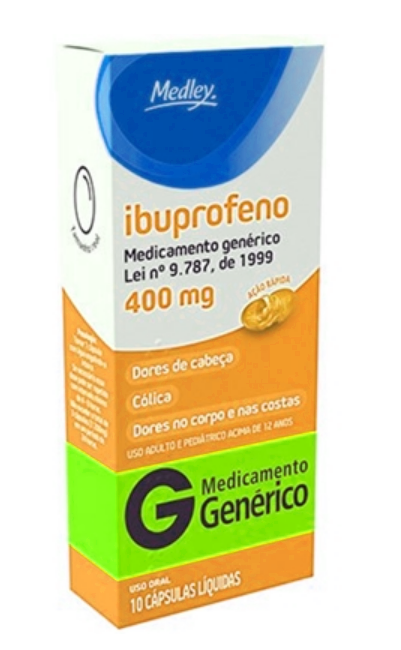 Medley.
ibuprofeno
Medicamento genérico
Lei nº 9.787, de 1999
400 mg
AÇÃO RÁPIDA
Dores de cabeça
Cólica
Dores no corpo e nas costas
USO ADULTO E PEDIÁTRICO ACIMA DE 12 ANOS
G Medicamento
Genérico
USO ORAL
10 CÁPSULAS LÍQUIDAS